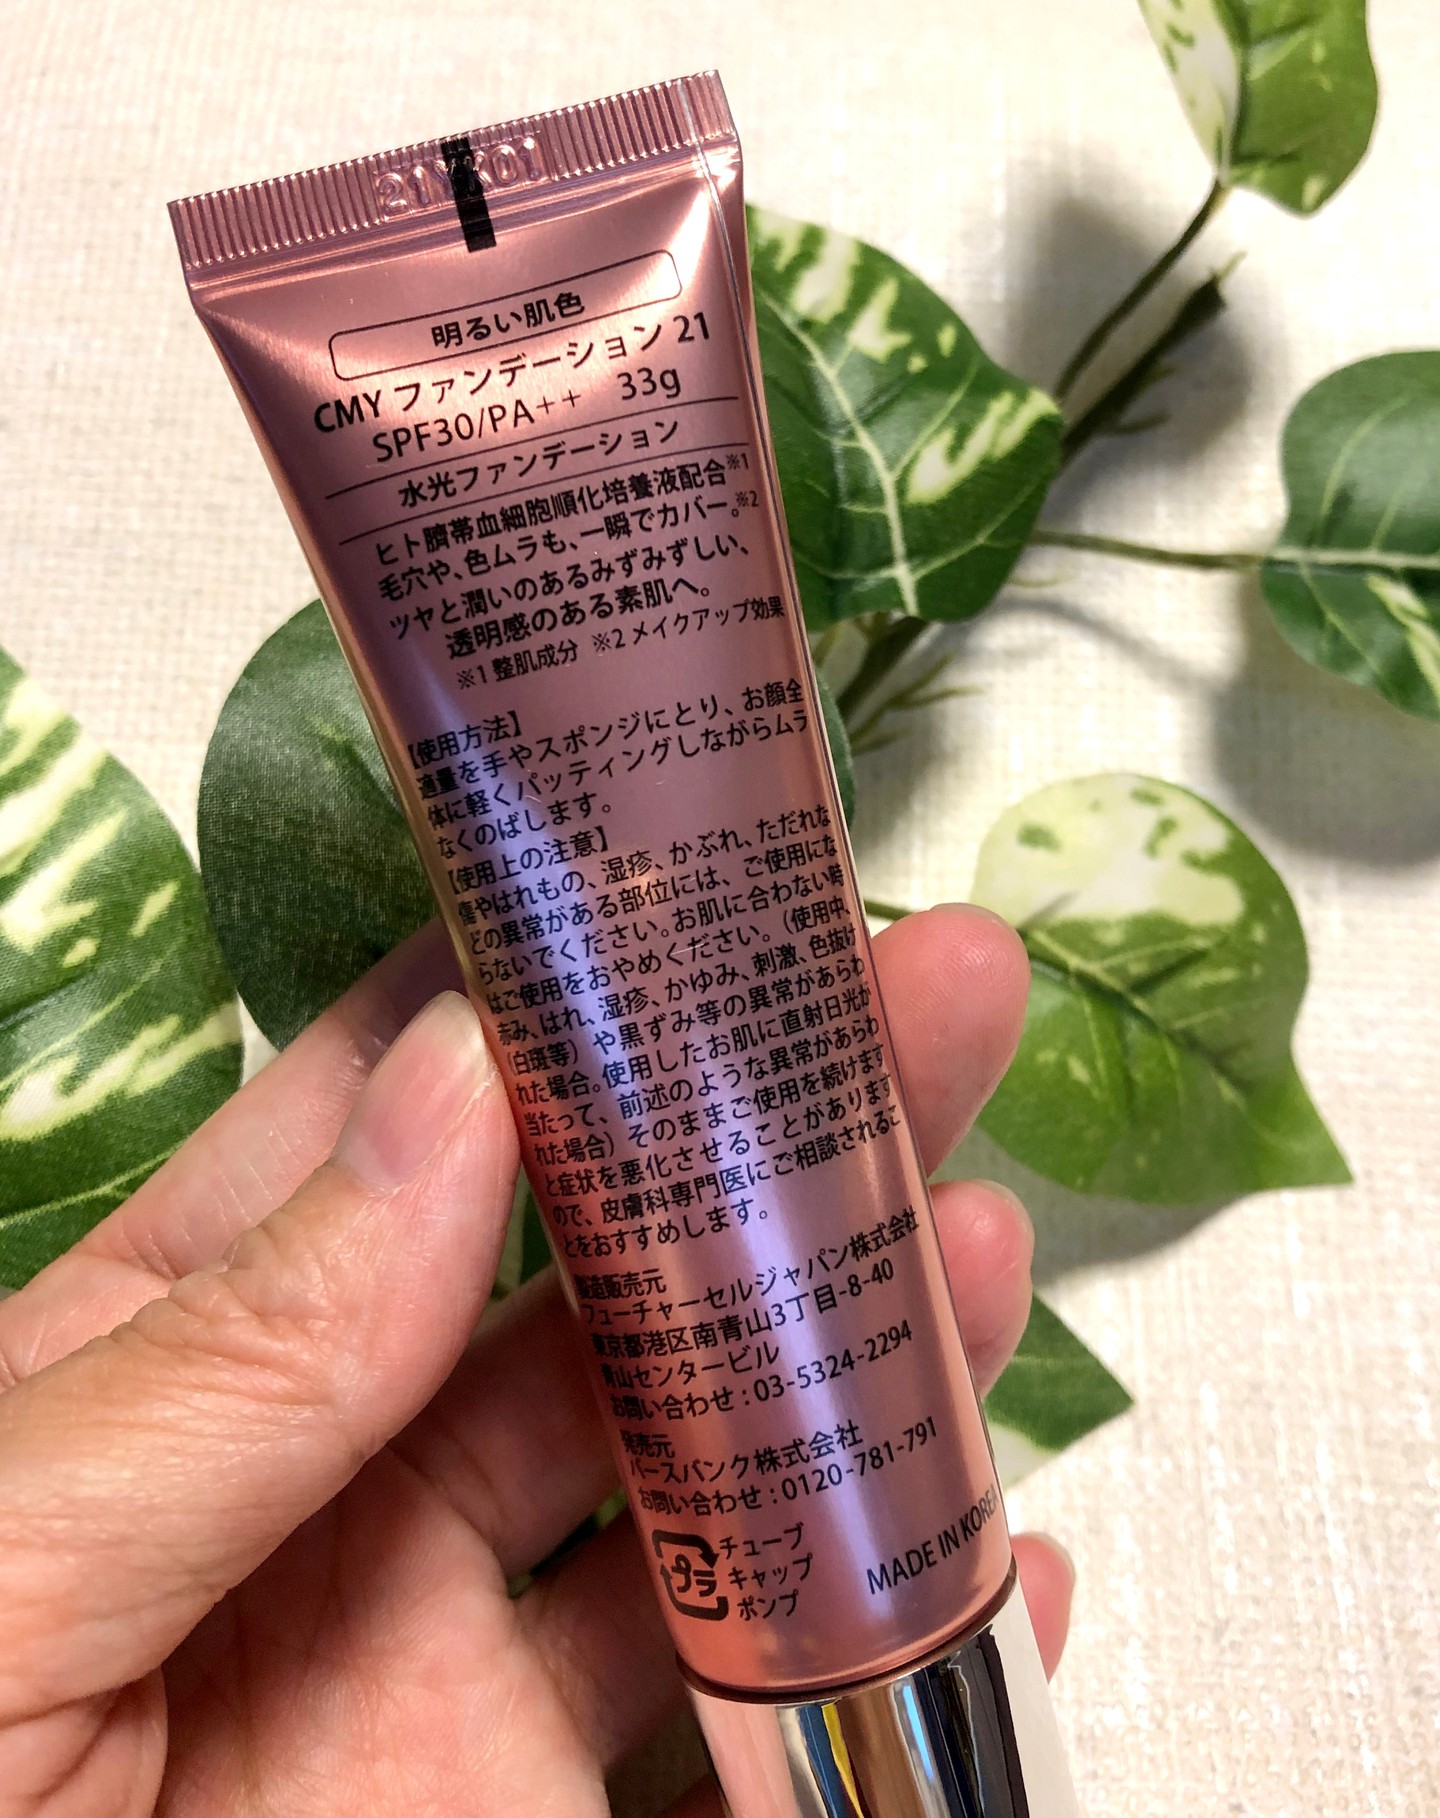 21YK01
明るい肌色
CMY ファンデーション 21
SPF30/PA++ 33g
水光ファンデーション
ヒト臍帯血細胞順化培養液配合※1
毛穴や、色ムラも、一瞬でカバー。※2
ツヤと潤いのあるみずみずしい、
透明感のある素肌へ。
※1 整肌成分 ※2 メイクアップ効果
【使用方法】
適量を手やスポンジにとり、お顔全
体に軽くパッティングしながらムラ
なくのばします。
【使用上の注意】
傷やはれもの、湿疹、かぶれ、ただれな
どの異常がある部位には、ご使用にな
らないでください。お肌に合わない時
はご使用をおやめください。（使用中、
赤み、はれ、湿疹、かゆみ、刺激、色抜け
（白斑等）や黒ずみ等の異常があらわ
れた場合。使用したお肌に直射日光が
当たって、前述のような異常があらわ
れた場合）そのままご使用を続けます
と症状を悪化させることがあります
ので、皮膚科専門医にご相談されるこ
とをおすすめします。
製造販売元
フューチャーセルジャパン株式会社
東京都港区南青山3丁目-8-40
青山センタービル
お問い合わせ : 03-5324-2294
発売元
バースバンク株式会社
お問い合わせ : 0120-781-791
プラ
チューブ
キャップ
ポンプ
MADE IN KOREA